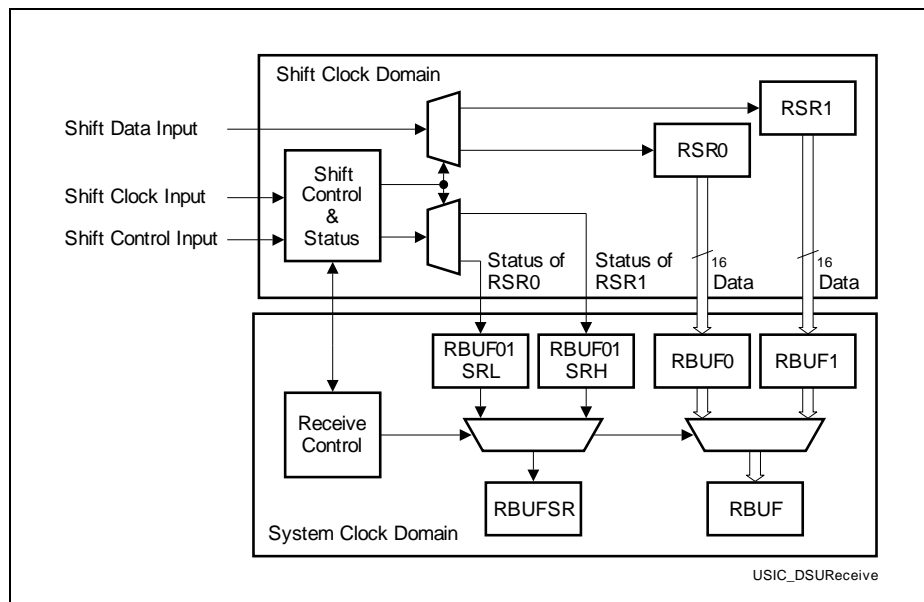 Shift Clock Domain
RSR1
Shift Data Input
RSR0
Shift
Control
&
Status
Shift Clock Input
Shift Control Input
Status of
RSR0
Status of
RSR1
16
Data
16
Data
RBUF01
SRL
RBUF01
SRH
RBUF0
RBUF1
Receive
Control
RBUFSR
RBUF
System Clock Domain
USIC_DSUReceive